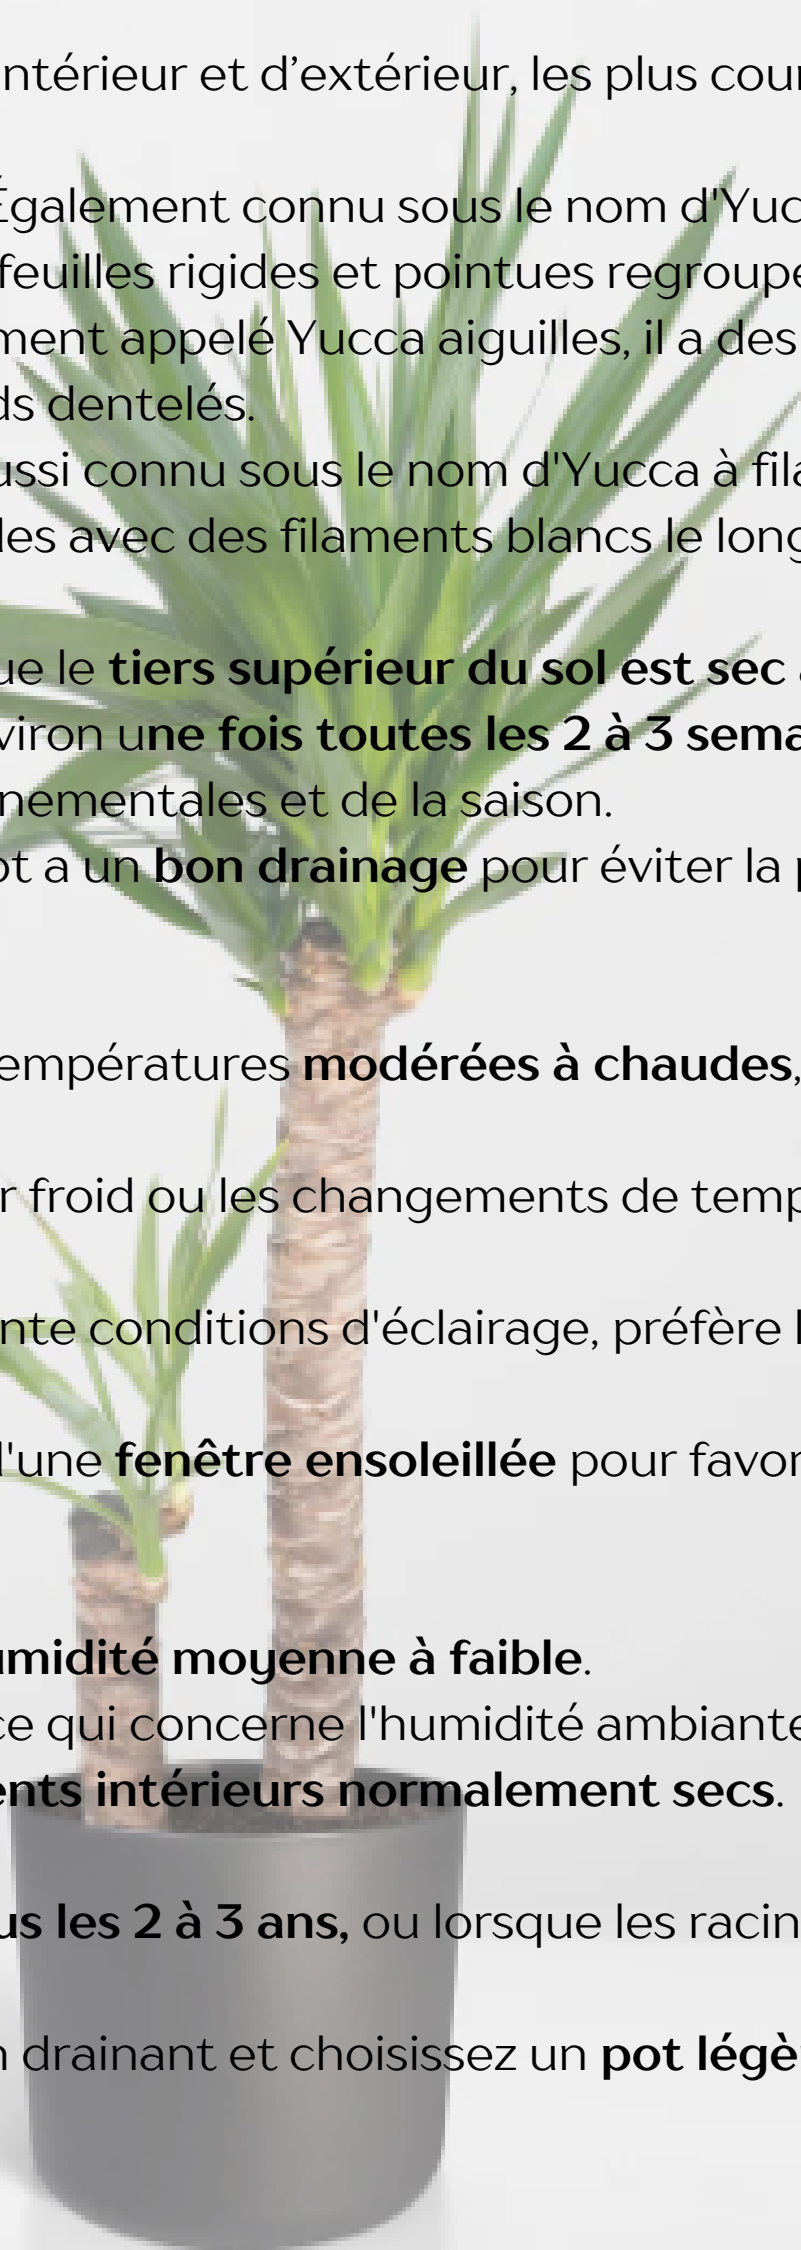 ntérieur et d’extérieur, les plus cour
Également connu sous le nom d'Yuc
feuilles rigides et pointues regroupé
ment appelé Yucca aiguilles, il a des
ds dentelés.
ussi connu sous le nom d'Yucca à fila
les avec des filaments blancs le long
ue le tiers supérieur du sol est sec
viron une fois toutes les 2 à 3 sema
nementales et de la saison.
ot a un bon drainage pour éviter la p
empératures modérées à chaudes,
r froid ou les changements de temp
nte conditions d'éclairage, préfère l
d'une fenêtre ensoleillée pour favor
umidité moyenne à faible.
ce qui concerne l'humidité ambiante
ents intérieurs normalement secs.
us les 2 à 3 ans, ou lorsque les racin
n drainant et choisissez un pot légè